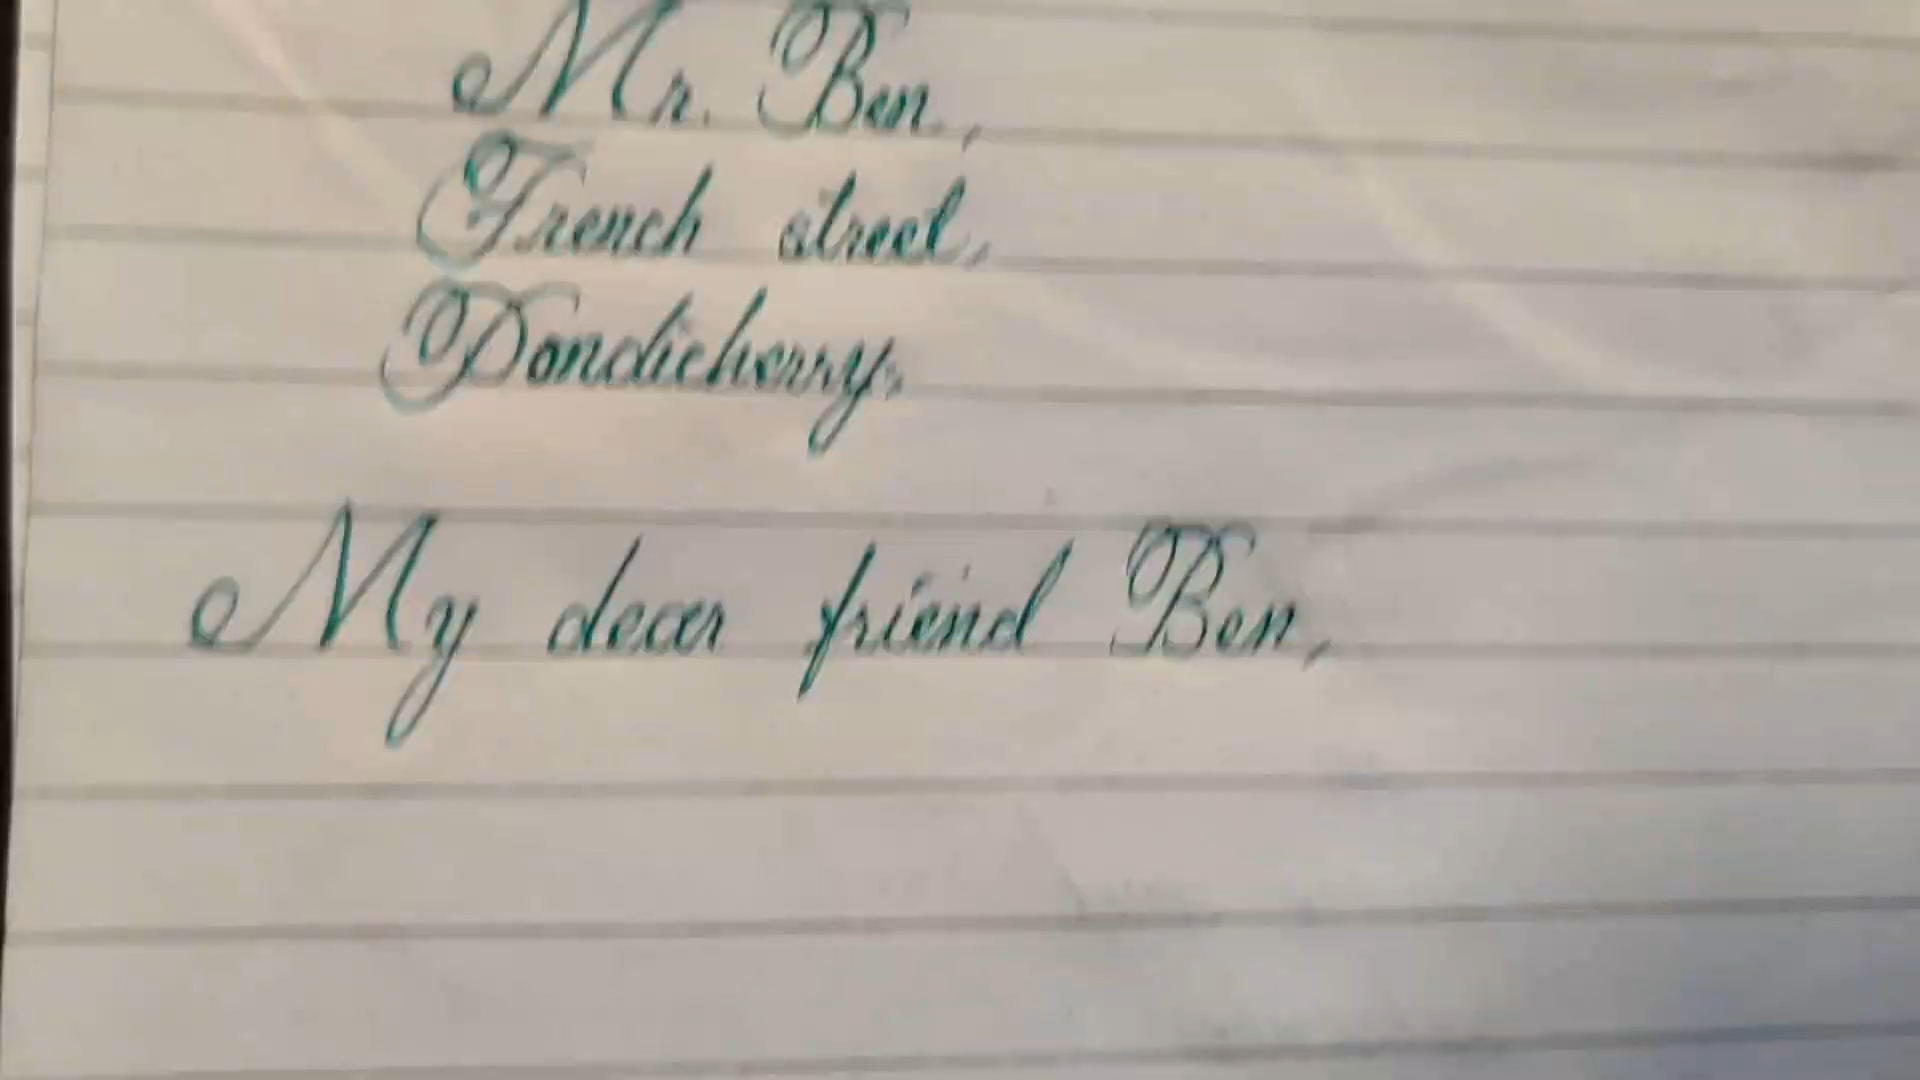 Mr. Ben,
French street,
Pondicherry,
My dear friend Ben,